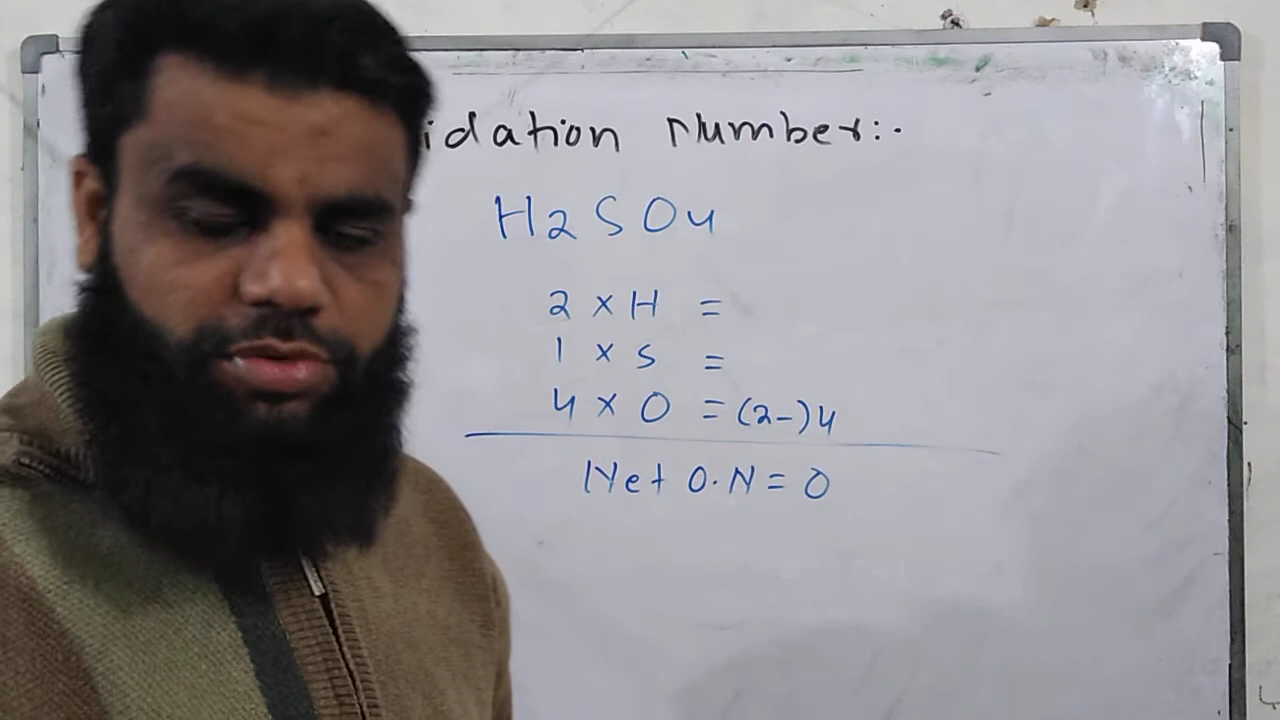 idation number:.
H2SO4
2 × H =
1 × S =
4 × O = (2-)4
Net O.N = 0